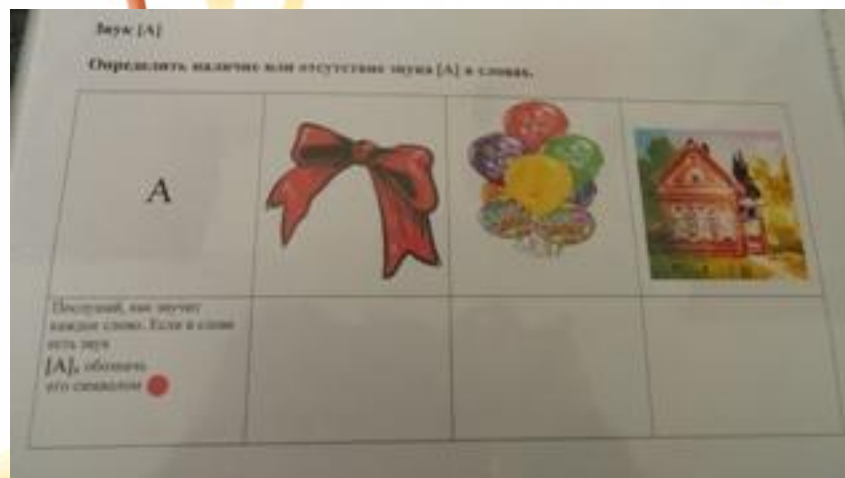 Звук [А]
Определить наличие или отсутствие звука [А] в словах.
А
Послушай, как звучит
каждое слово. Если в слове
есть звук
[А], обозначь
его символом